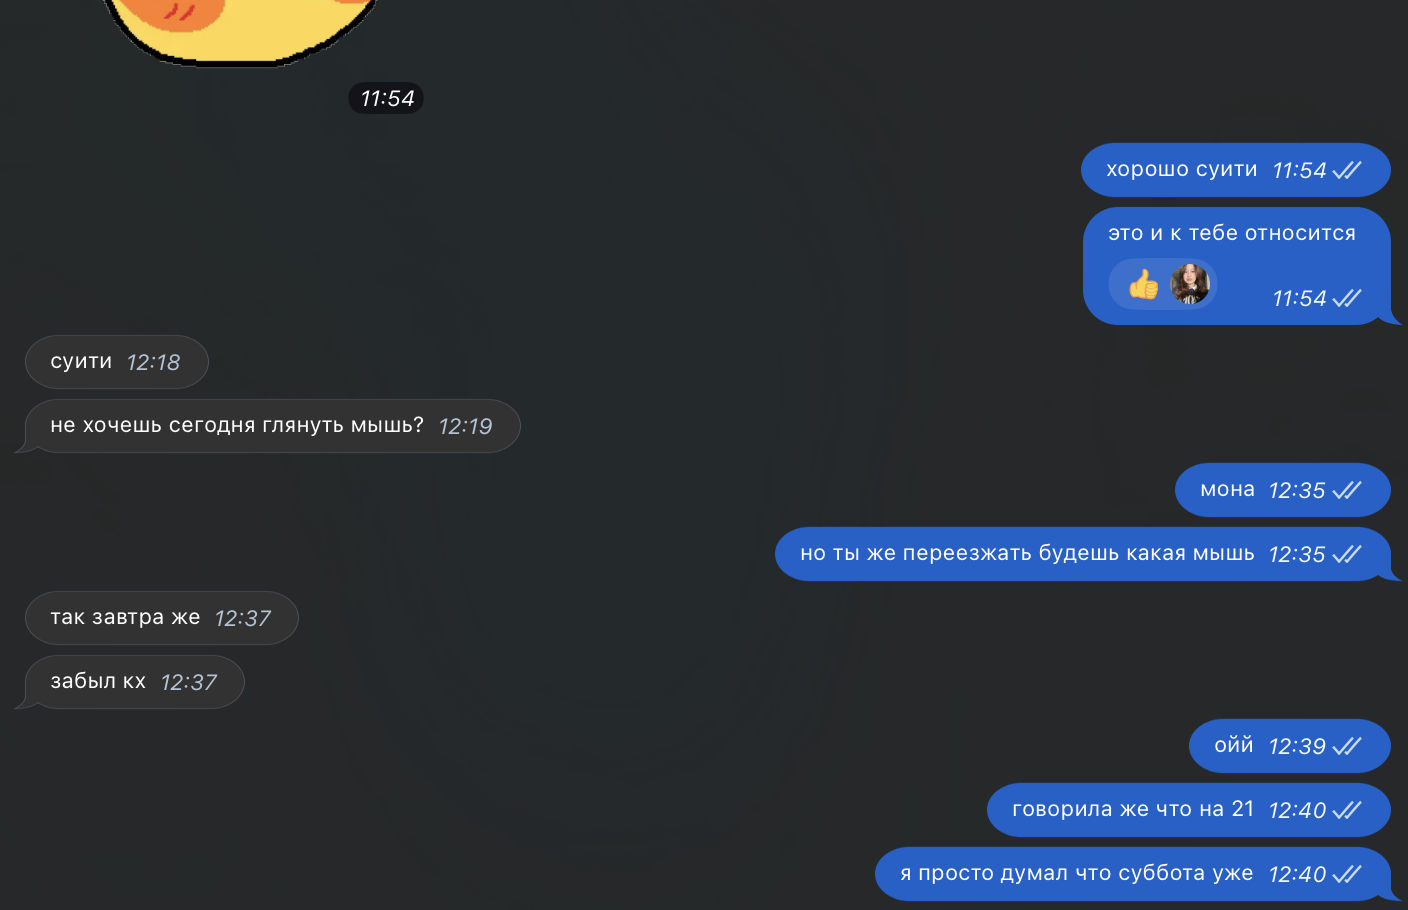 11:54
хорошо суити 11:54
это и к тебе относится
11:54
суити 12:18
не хочешь сегодня глянуть мышь? 12:19
мона 12:35
но ты же переезжать будешь какая мышь 12:35
так завтра же 12:37
забыл кх 12:37
ойй 12:39
говорила же что на 21 12:40
я просто думал что суббота уже 12:40